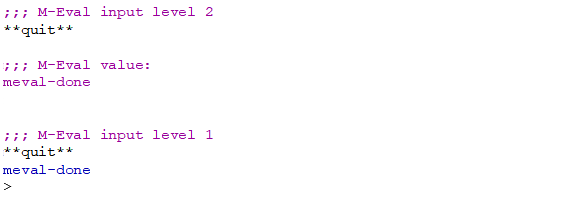 ;;; M-Eval input level 2
**quit**
;;; M-Eval value:
meval-done
;;; M-Eval input level 1
**quit**
meval-done
>